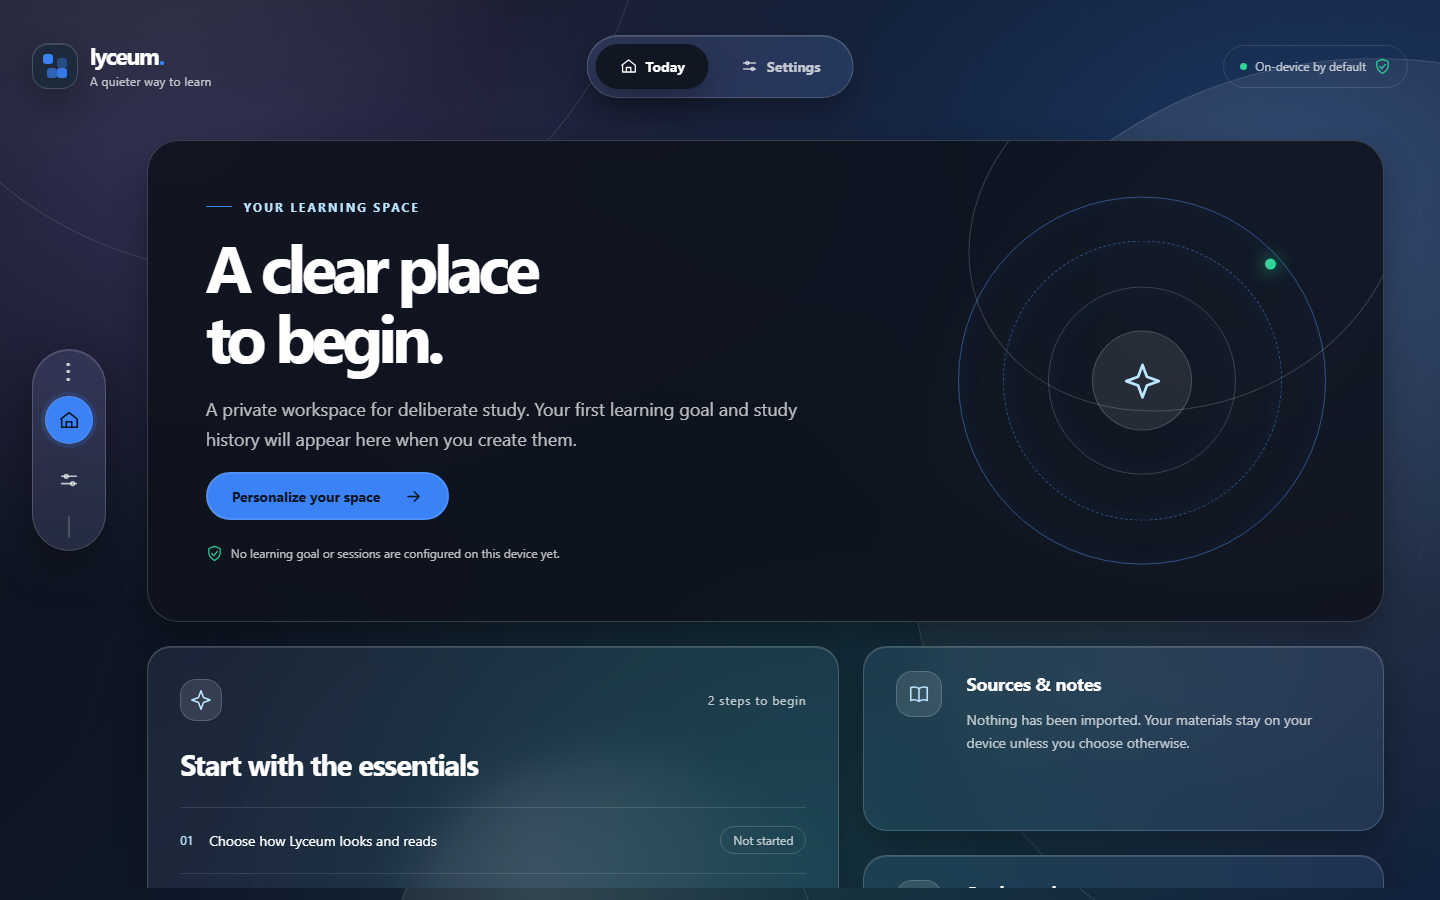 lyceum.
A quieter way to learn
Today
Settings
On-device by default
YOUR LEARNING SPACE
A clear place
to begin.
A private workspace for deliberate study. Your first learning goal and study
history will appear here when you create them.
Personalize your space
No learning goal or sessions are configured on this device yet.
2 steps to begin
Start with the essentials
01 Choose how Lyceum looks and reads
Not started
Sources & notes
Nothing has been imported. Your materials stay on your
device unless you choose otherwise.